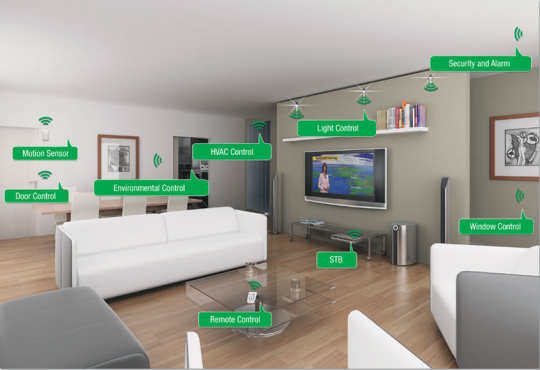 Security and Alarm
Light Control
Motion Sensor
HVAC Control
Environmental Control
Door Control
Window Control
STB
Remote Control